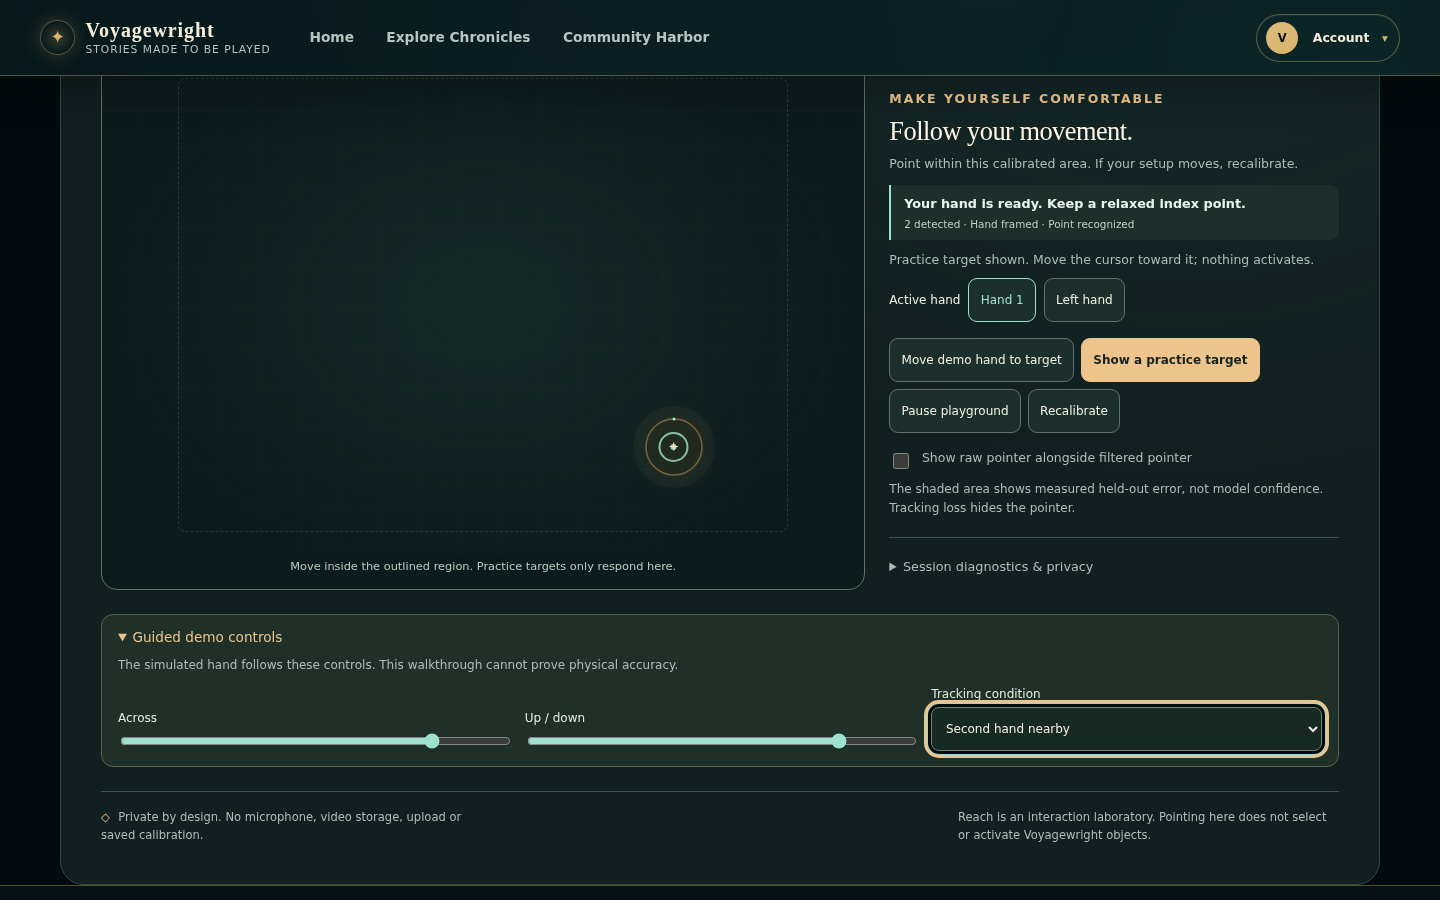 Voyagewright
STORIES MADE TO BE PLAYED
Home
Explore Chronicles
Community Harbor
V
Account
MAKE YOURSELF COMFORTABLE
Follow your movement.
Point within this calibrated area. If your setup moves, recalibrate.
Your hand is ready. Keep a relaxed index point.
2 detected · Hand framed · Point recognized
Practice target shown. Move the cursor toward it; nothing activates.
Active hand
Hand 1
Left hand
Move demo hand to target
Show a practice target
Pause playground
Recalibrate
Show raw pointer alongside filtered pointer
The shaded area shows measured held-out error, not model confidence.
Tracking loss hides the pointer.
Session diagnostics & privacy
Move inside the outlined region. Practice targets only respond here.
Guided demo controls
The simulated hand follows these controls. This walkthrough cannot prove physical accuracy.
Across
Up / down
Tracking condition
Second hand nearby
Private by design. No microphone, video storage, upload or
saved calibration.
Reach is an interaction laboratory. Pointing here does not select
or activate Voyagewright objects.